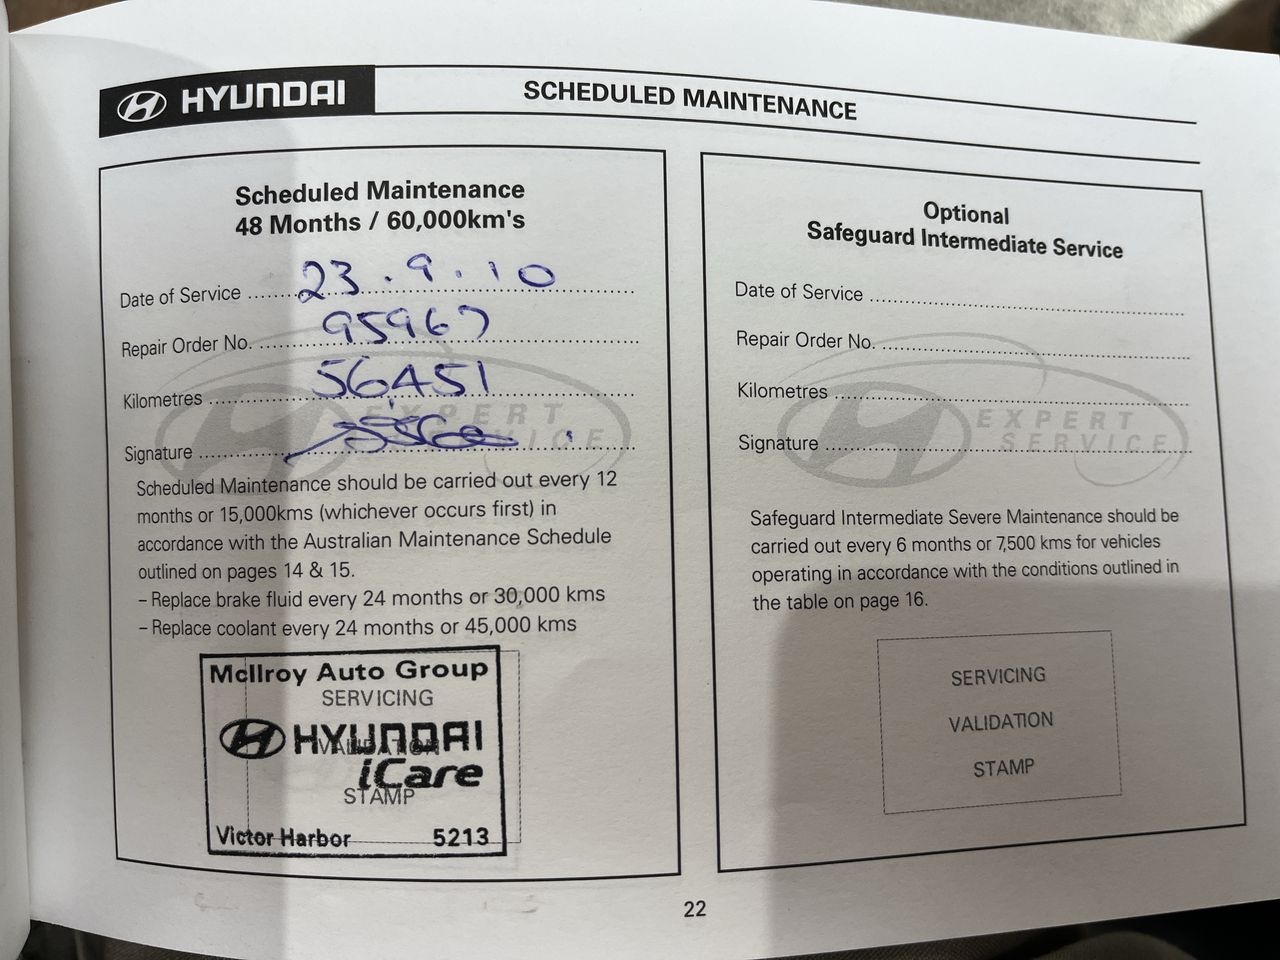 HYUNDAI
SCHEDULED MAINTENANCE
Scheduled Maintenance
48 Months / 60,000km's
Date of Service 23.9.10
Repair Order No. 95967
Kilometres 56451
Signature
EXPERT
SERVICE
Scheduled Maintenance should be carried out every 12
months or 15,000kms (whichever occurs first) in
accordance with the Australian Maintenance Schedule
outlined on pages 14 & 15.
– Replace brake fluid every 24 months or 30,000 kms
– Replace coolant every 24 months or 45,000 kms
McIlroy Auto Group
SERVICING
HYUNDAI
VALIDATION
iCare
STAMP
Victor Harbor 5213
Optional
Safeguard Intermediate Service
Date of Service
Repair Order No.
Kilometres
Signature
EXPERT
SERVICE
Safeguard Intermediate Severe Maintenance should be
carried out every 6 months or 7,500 kms for vehicles
operating in accordance with the conditions outlined in
the table on page 16.
SERVICING
VALIDATION
STAMP
22